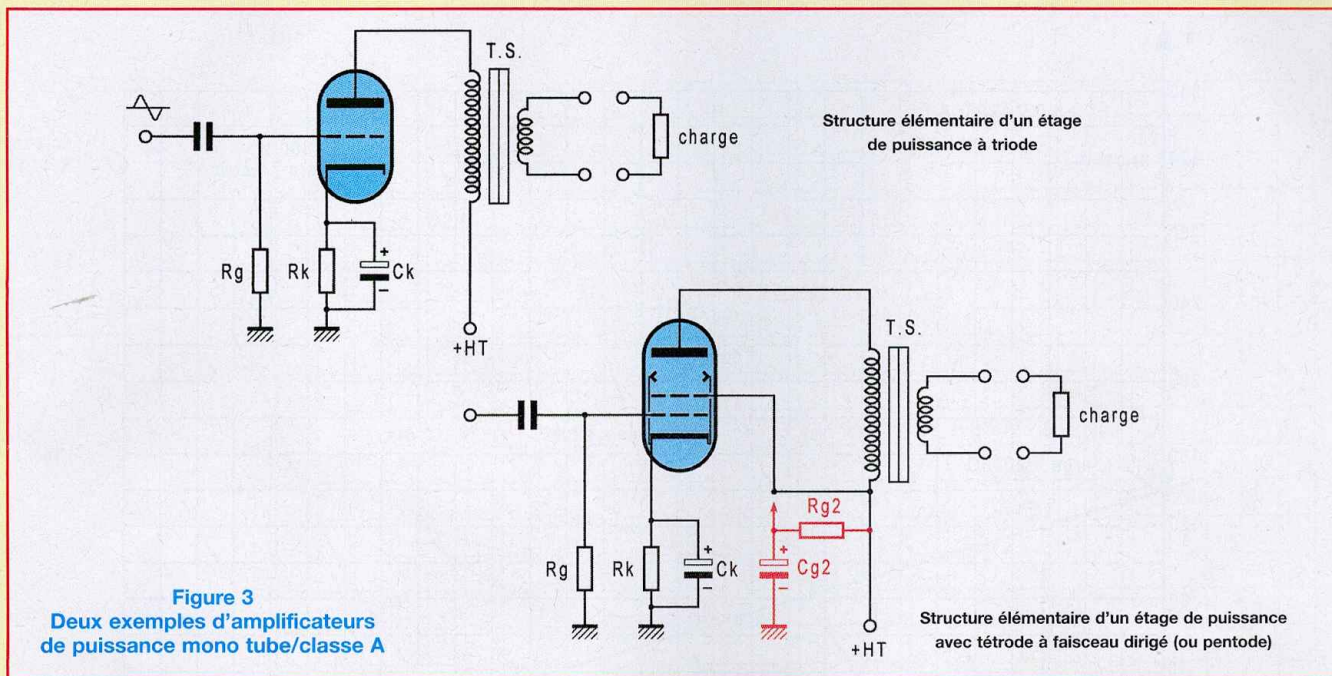 T.S.
charge
Structure élémentaire d'un étage
de puissance à triode
+
Rg
Rk
Ck
−
+HT
T.S.
charge
Rg2
+
Rg
Rk
Ck
−
+
Cg2
−
+HT
Figure 3
Deux exemples d'amplificateurs
de puissance mono tube/classe A
Structure élémentaire d'un étage de puissance
avec tétrode à faisceau dirigé (ou pentode)